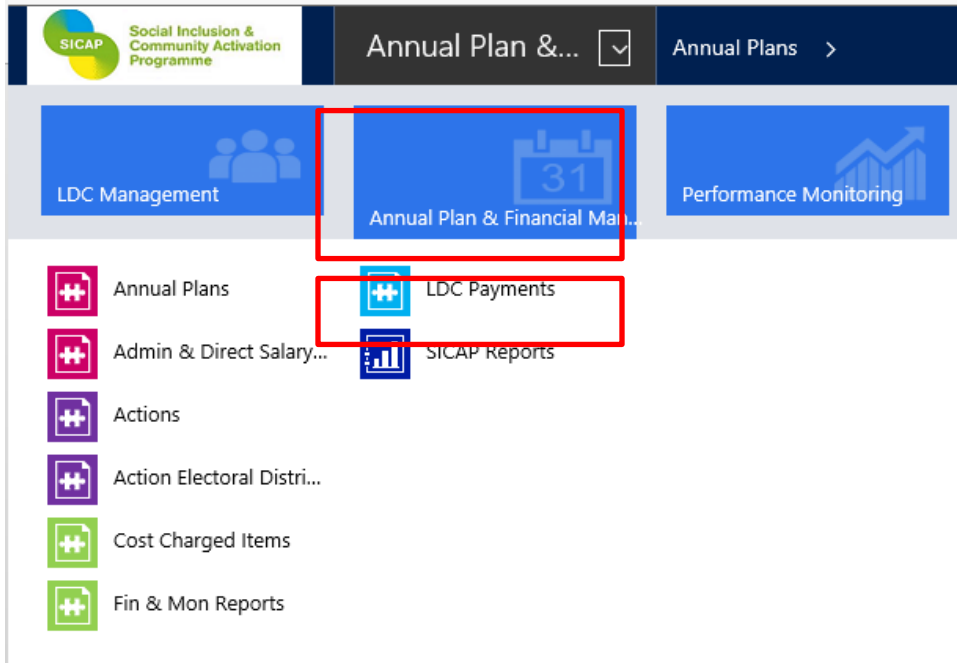 SICAP
Social Inclusion &
Community Activation
Programme
Annual Plan &...
Annual Plans >
LDC Management
31
Annual Plan & Financial Man...
Performance Monitoring
Annual Plans
LDC Payments
Admin & Direct Salary...
SICAP Reports
Actions
Action Electoral Distri...
Cost Charged Items
Fin & Mon Reports